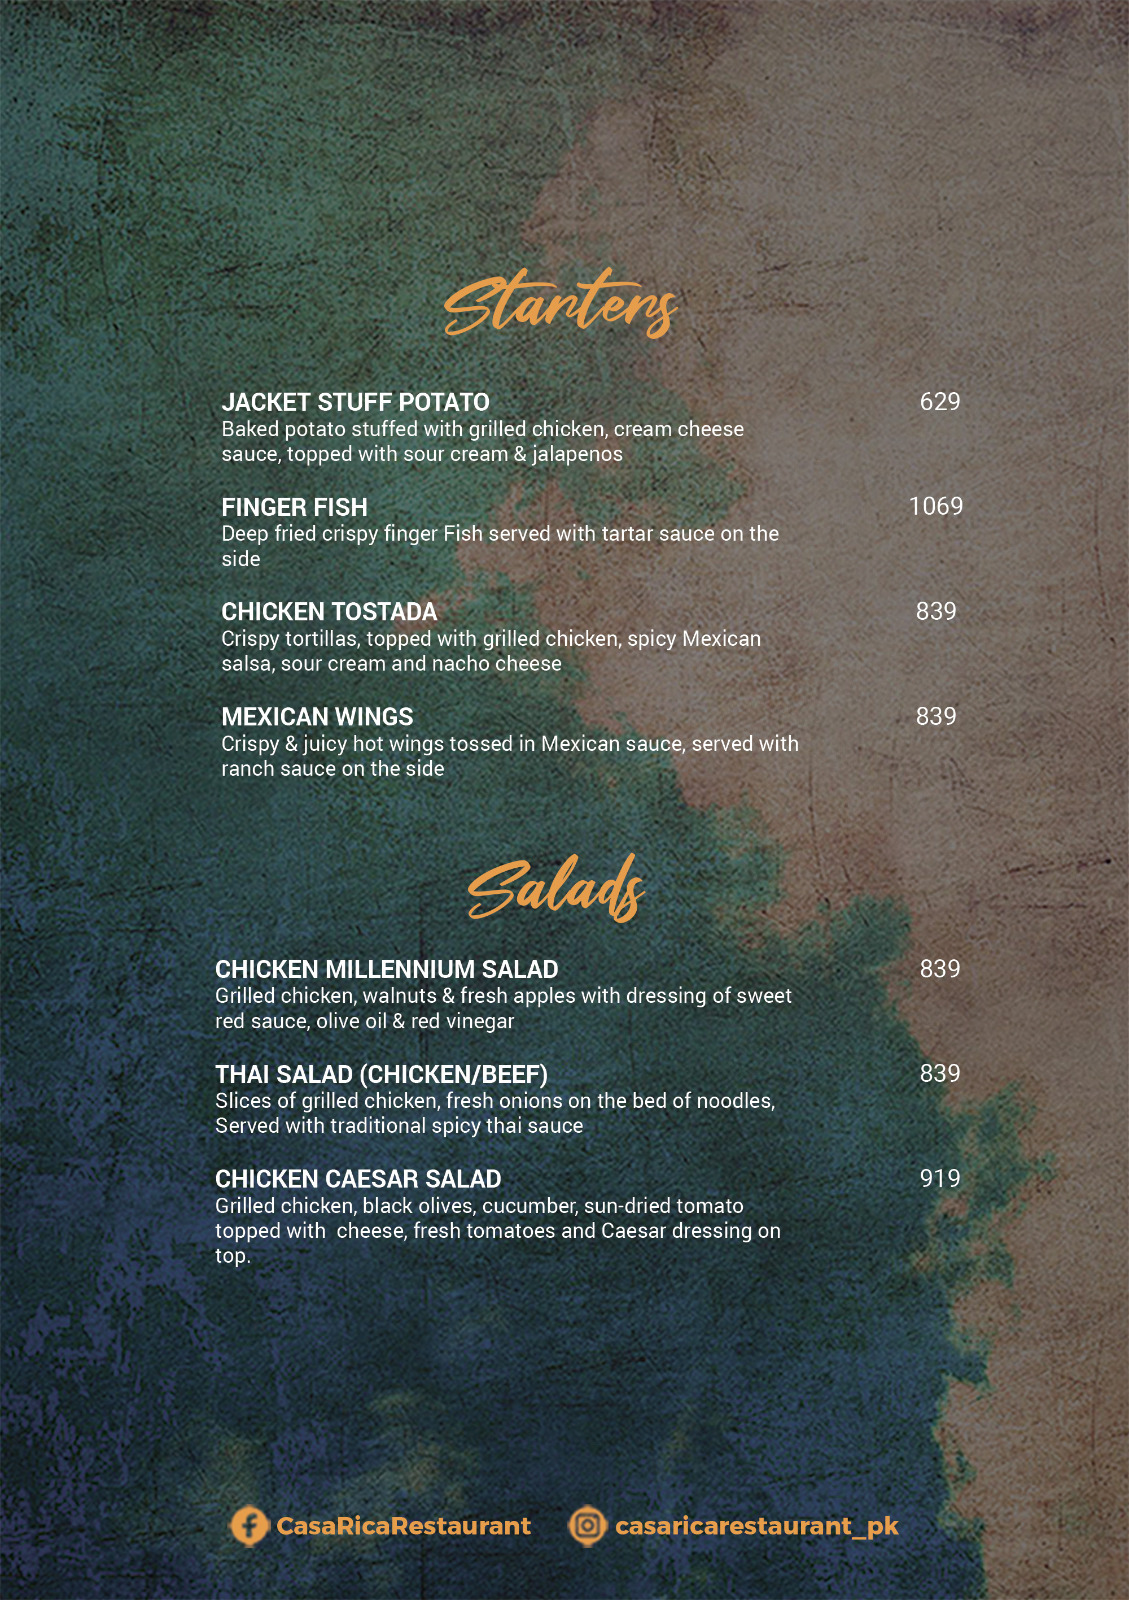 Starters
JACKET STUFF POTATO 629
Baked potato stuffed with grilled chicken, cream cheese
sauce, topped with sour cream & jalapenos
FINGER FISH 1069
Deep fried crispy finger Fish served with tartar sauce on the
side
CHICKEN TOSTADA 839
Crispy tortillas, topped with grilled chicken, spicy Mexican
salsa, sour cream and nacho cheese
MEXICAN WINGS 839
Crispy & juicy hot wings tossed in Mexican sauce, served with
ranch sauce on the side
Salads
CHICKEN MILLENNIUM SALAD 839
Grilled chicken, walnuts & fresh apples with dressing of sweet
red sauce, olive oil & red vinegar
THAI SALAD (CHICKEN/BEEF) 839
Slices of grilled chicken, fresh onions on the bed of noodles,
Served with traditional spicy thai sauce
CHICKEN CAESAR SALAD 919
Grilled chicken, black olives, cucumber, sun-dried tomato
topped with  cheese, fresh tomatoes and Caesar dressing on
top.
CasaRicaRestaurant casaricarestaurant_pk